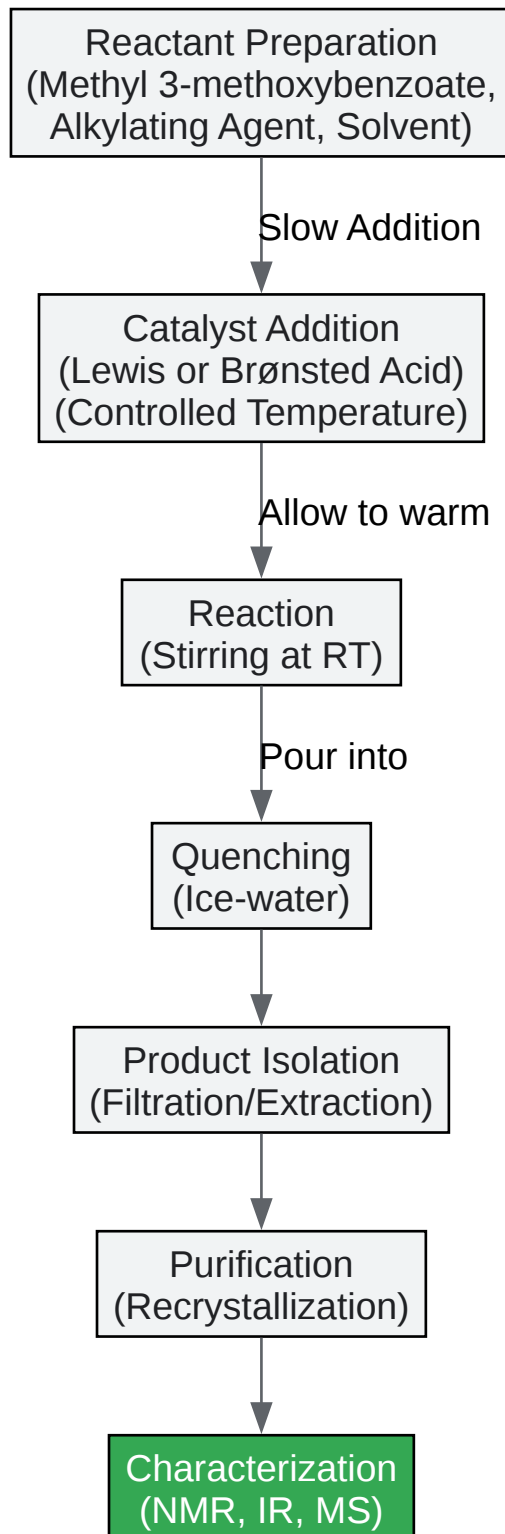 Reactant Preparation
(Methyl 3-methoxybenzoate,
Alkylating Agent, Solvent)
Slow Addition
Catalyst Addition
(Lewis or Brønsted Acid)
(Controlled Temperature)
Allow to warm
Reaction
(Stirring at RT)
Pour into
Quenching
(Ice-water)
Product Isolation
(Filtration/Extraction)
Purification
(Recrystallization)
Characterization
(NMR, IR, MS)